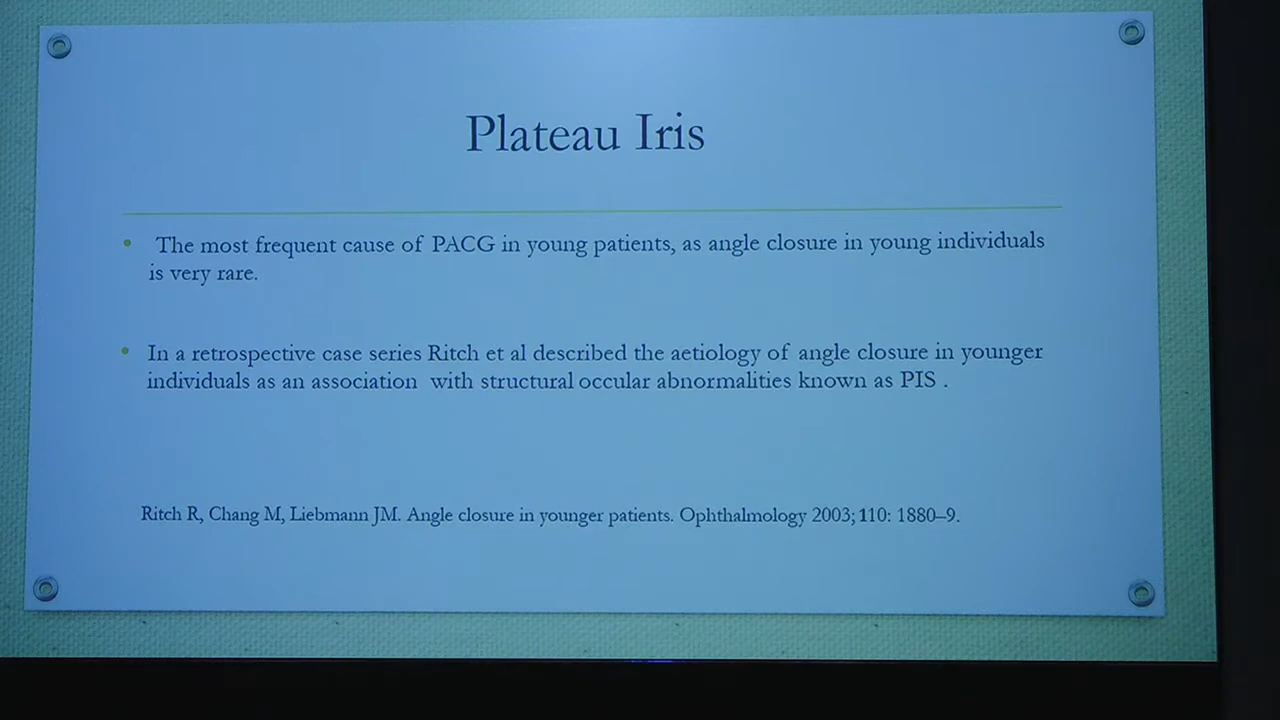 Plateau Iris
• The most frequent cause of PACG in young patients, as angle closure in young individuals
is very rare.
• In a retrospective case series Ritch et al described the aetiology of angle closure in younger
individuals as an association with structural occular abnormalities known as PIS .
Ritch R, Chang M, Liebmann JM. Angle closure in younger patients. Ophthalmology 2003; 110: 1880–9.